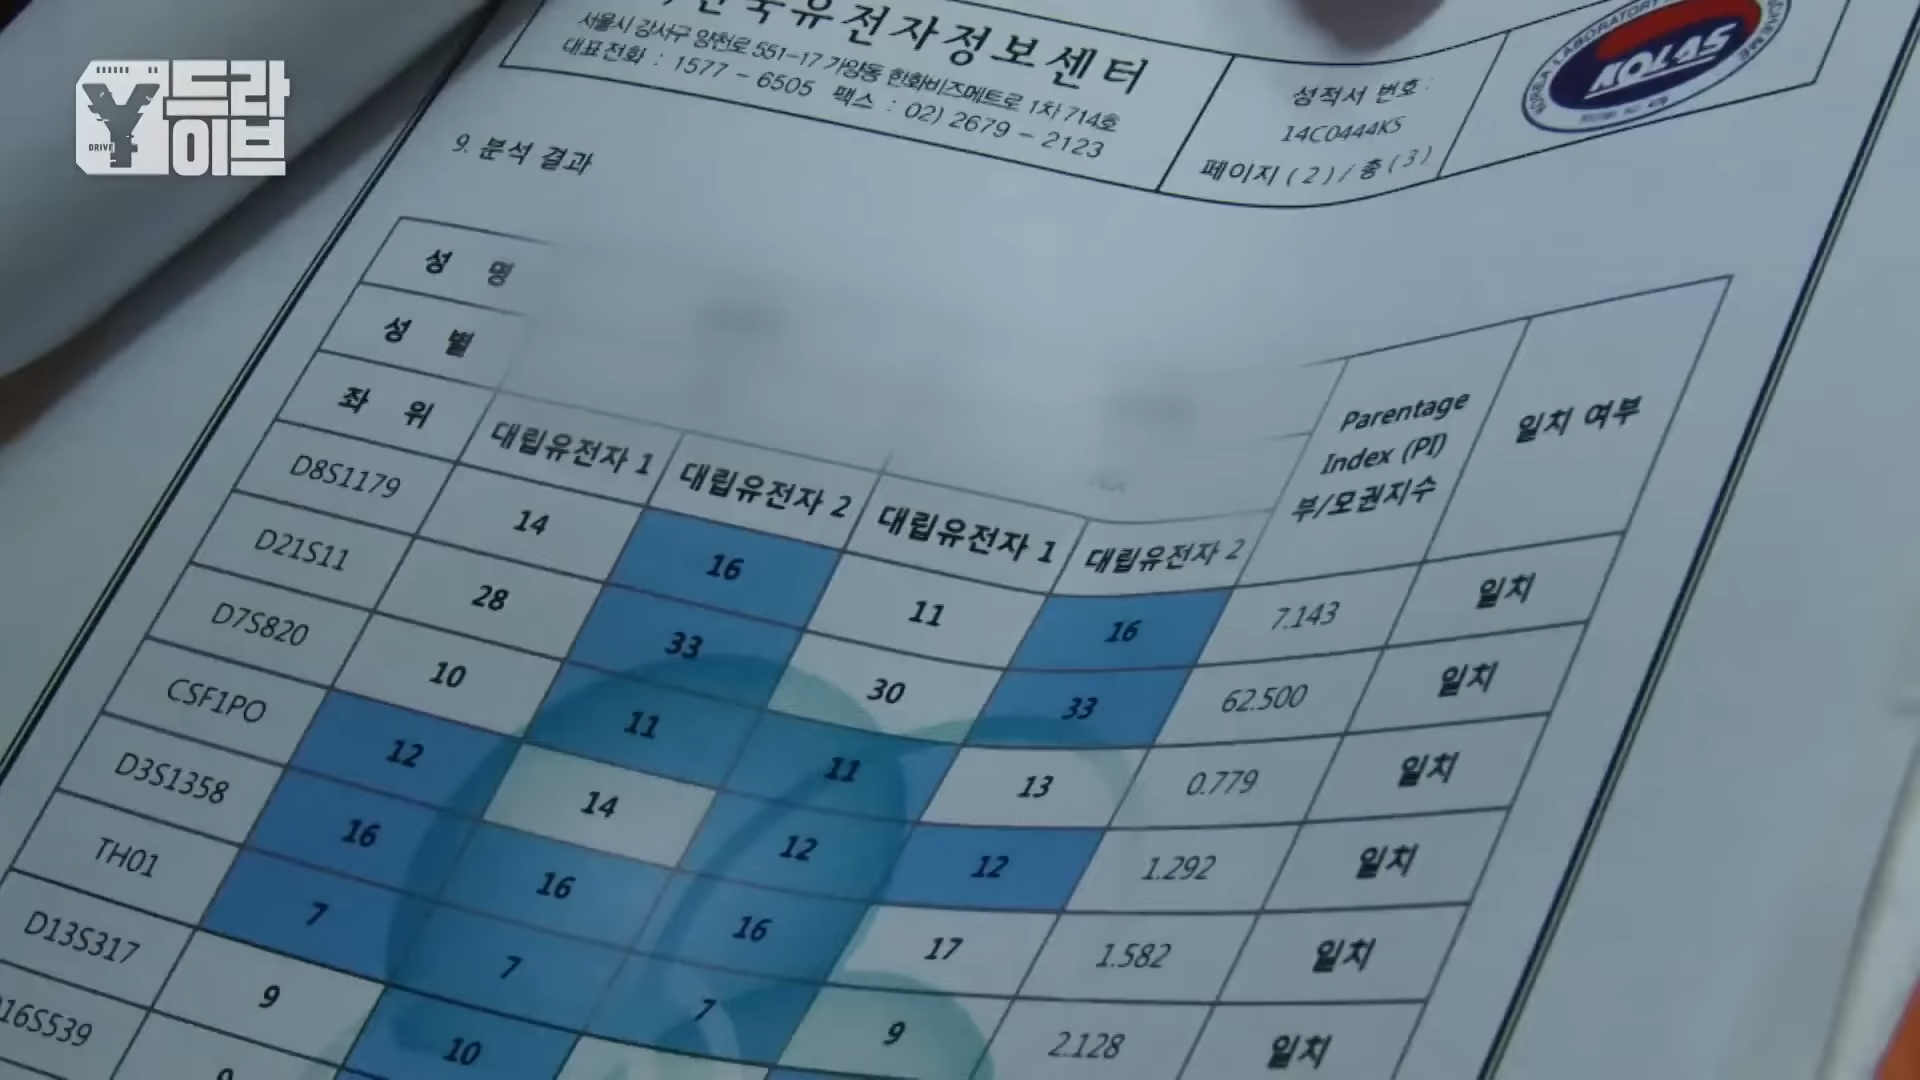 드라이브
DRIVE
한국유전자정보센터
서울시 강서구 양천로 551-17 가양동 한화비즈메트로 1차 714호
대표전화 : 1577 - 6505 팩스 : 02) 2679 - 2123
성적서 번호 :
14C0444KS
페이지 ( 2 ) / 총 ( 3 )
KOLAS
9. 분석 결과
성 명
성 별
좌 위 대립유전자 1 대립유전자 2 대립유전자 1 대립유전자 2
Parentage
Index (PI)
부/모권지수
일치 여부
D8S1179 14 16 11 16 7.143 일치
D21S11 28 33 30 33 62.500 일치
D7S820 10 11 11 13 0.779 일치
CSF1PO 12 14 12 12 1.292 일치
D3S1358 16 16 16 17 1.582 일치
TH01 7 7 7 9 2.128 일치
D13S317 9 10
16S539